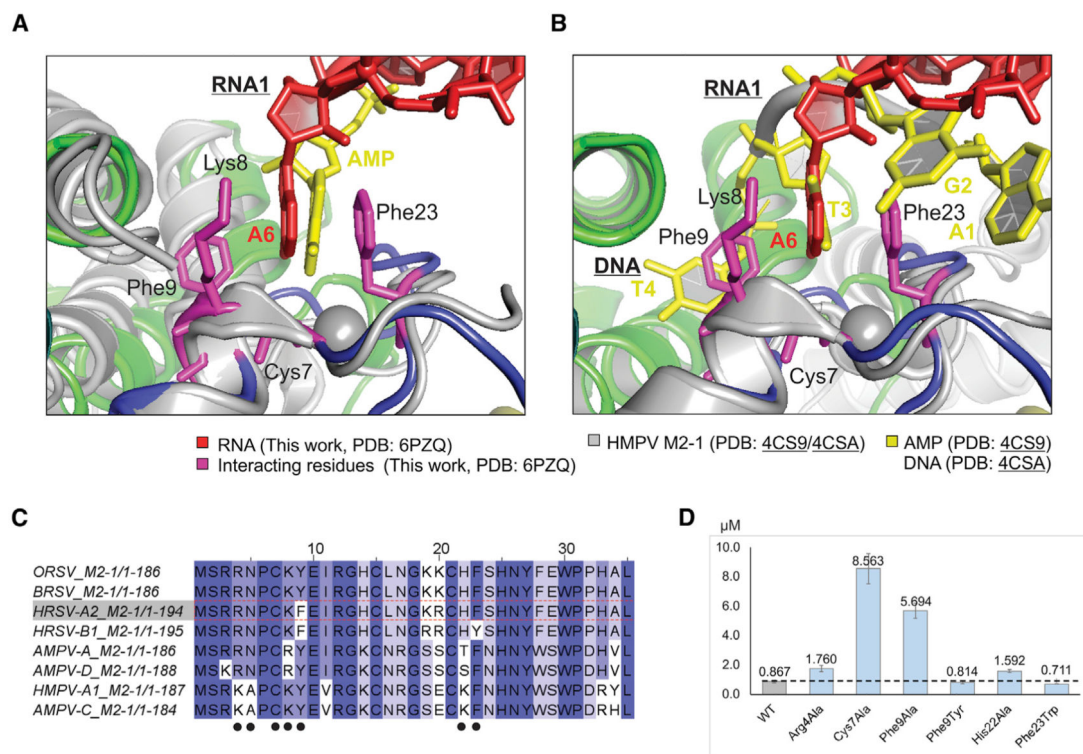 A
RNA1
Lys8
AMP
Phe23
A6
Phe9
Cys7
B
RNA1
Lys8
G2
Phe23
T3
A1
Phe9
A6
DNA
T4
Cys7
RNA (This work, PDB: 6PZQ)
Interacting residues (This work, PDB: 6PZQ)
HMPV M2-1 (PDB: 4CS9/4CSA)
AMP (PDB: 4CS9)
DNA (PDB: 4CSA)
C
10 20 30
ORSV_M2-1/1-186 MSRRNPCKYEIRGHCLNGKKCHFSHNYFEWPPHAL
BRSV_M2-1/1-186 MSRRNPCKYEIRGHCLNGKKCHFSHNYFEWPPHAL
HRSV-A2_M2-1/1-194 MSRRNPCKFEIRGHCLNGKRCHFSHNYFEWPPHAL
HRSV-B1_M2-1/1-195 MSRRNPCKFEIRGHCLNGRRCHYSHNYFEWPPHAL
AMPV-A_M2-1/1-186 MSRRNPCRYEIRGKCNRGSSCTFNHNYWSWPDHVL
AMPV-D_M2-1/1-188 MSKRNPCRYEIRGKCNRGSSCSFNHNYWSWPDHVL
HMPV-A1_M2-1/1-187 MSRKAPCKYEVRGKCNRGSECKFNHNYWSWPDRYL
AMPV-C_M2-1/1-184 MSRKAPCKYEVRGKCNRGSECKFNHNYWSWPDRHL
D
µM
10.0
8.0
6.0
4.0
2.0
0.0
0.867
1.760
8.563
5.694
0.814
1.592
0.711
WT
Arg4Ala
Cys7Ala
Phe9Ala
Phe9Tyr
His22Ala
Phe23Trp